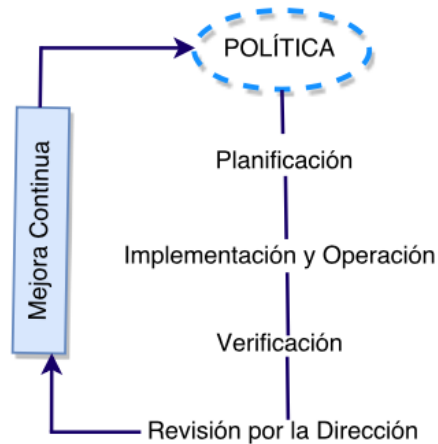 POLÍTICA
Planificación
Implementación y Operación
Verificación
Revisión por la Dirección
Mejora Continua